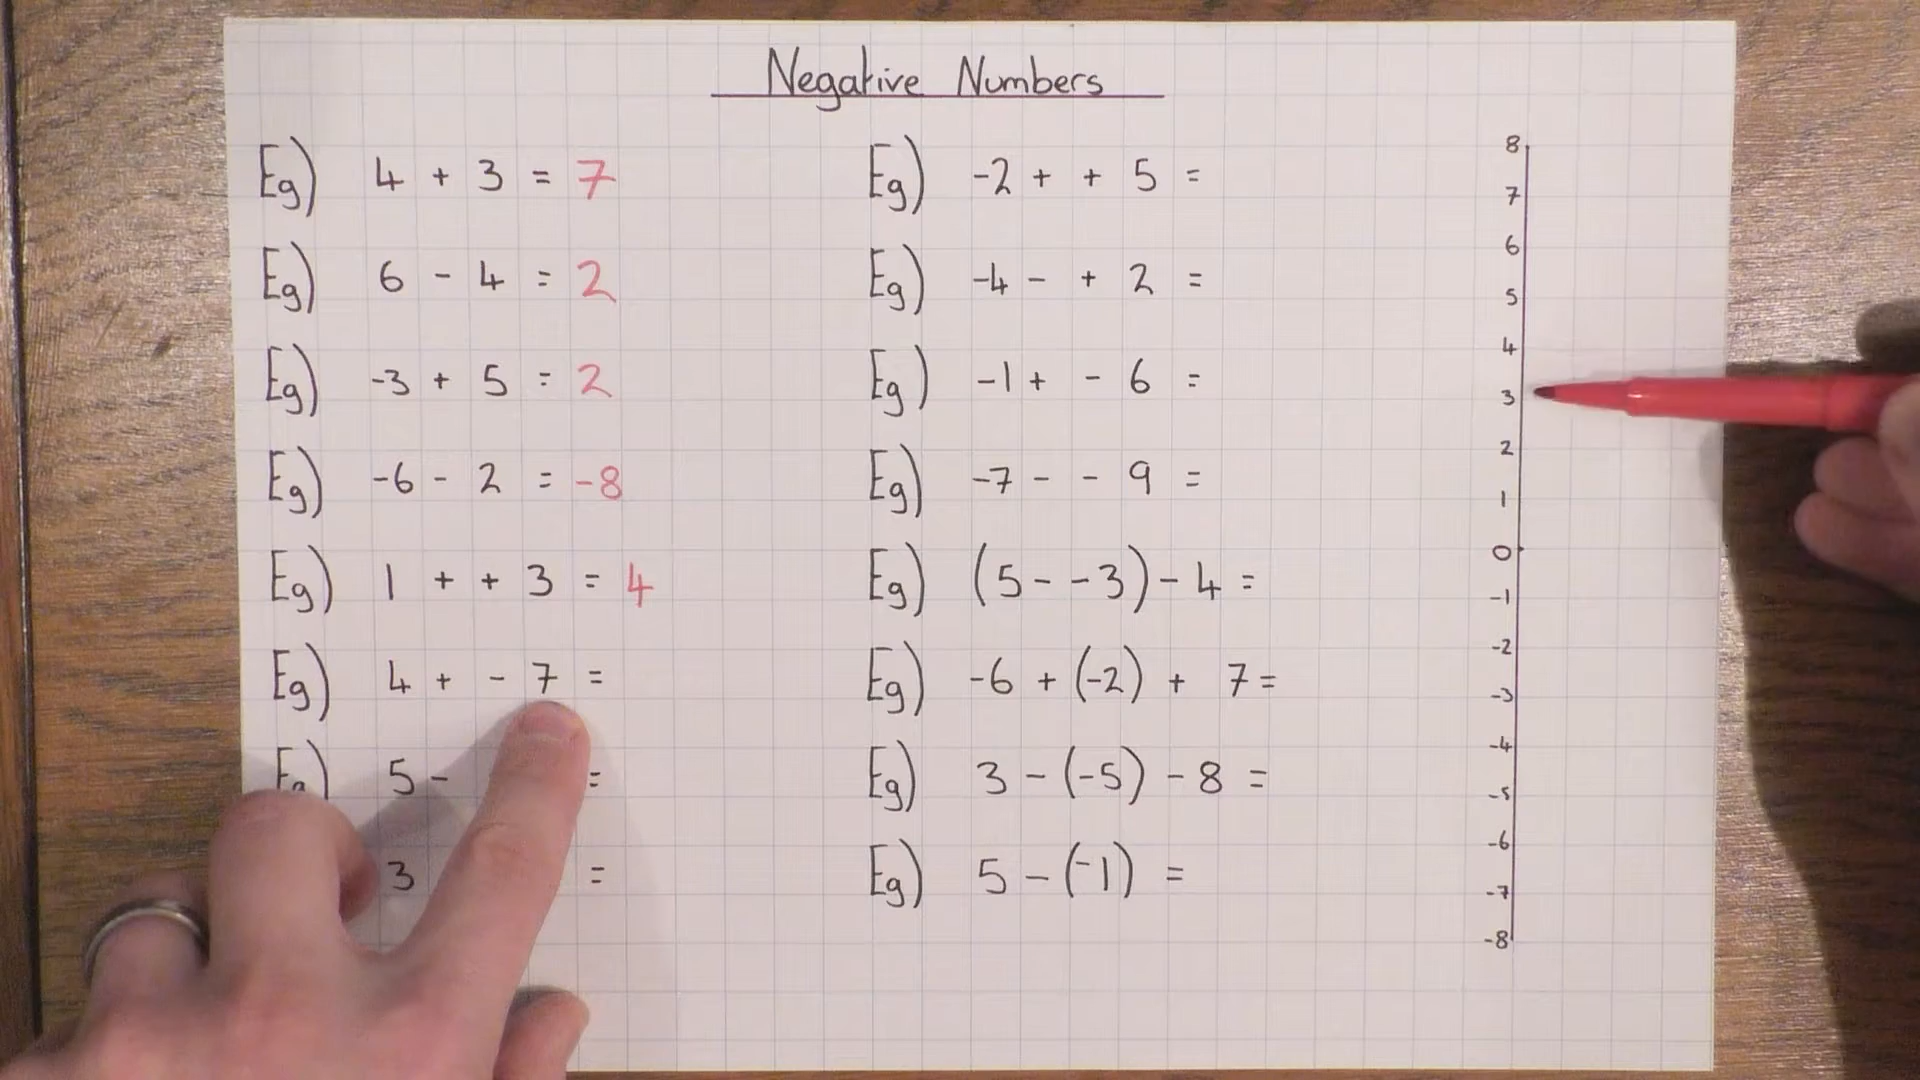 Negative Numbers
Eg) 4 + 3 = 7
Eg) 6 - 4 = 2
Eg) -3 + 5 = 2
Eg) -6 - 2 = -8
Eg) 1 + + 3 = 4
Eg) 4 + - 7 =
Eg) 5 - =
3 =
Eg) -2 + + 5 =
Eg) -4 - + 2 =
Eg) -1 + - 6 =
Eg) -7 - - 9 =
Eg) (5 - -3) - 4 =
Eg) -6 + (-2) + 7 =
Eg) 3 - (-5) - 8 =
Eg) 5 - (-1) =
8
7
6
5
4
3
2
1
0
-1
-2
-3
-4
-5
-6
-7
-8